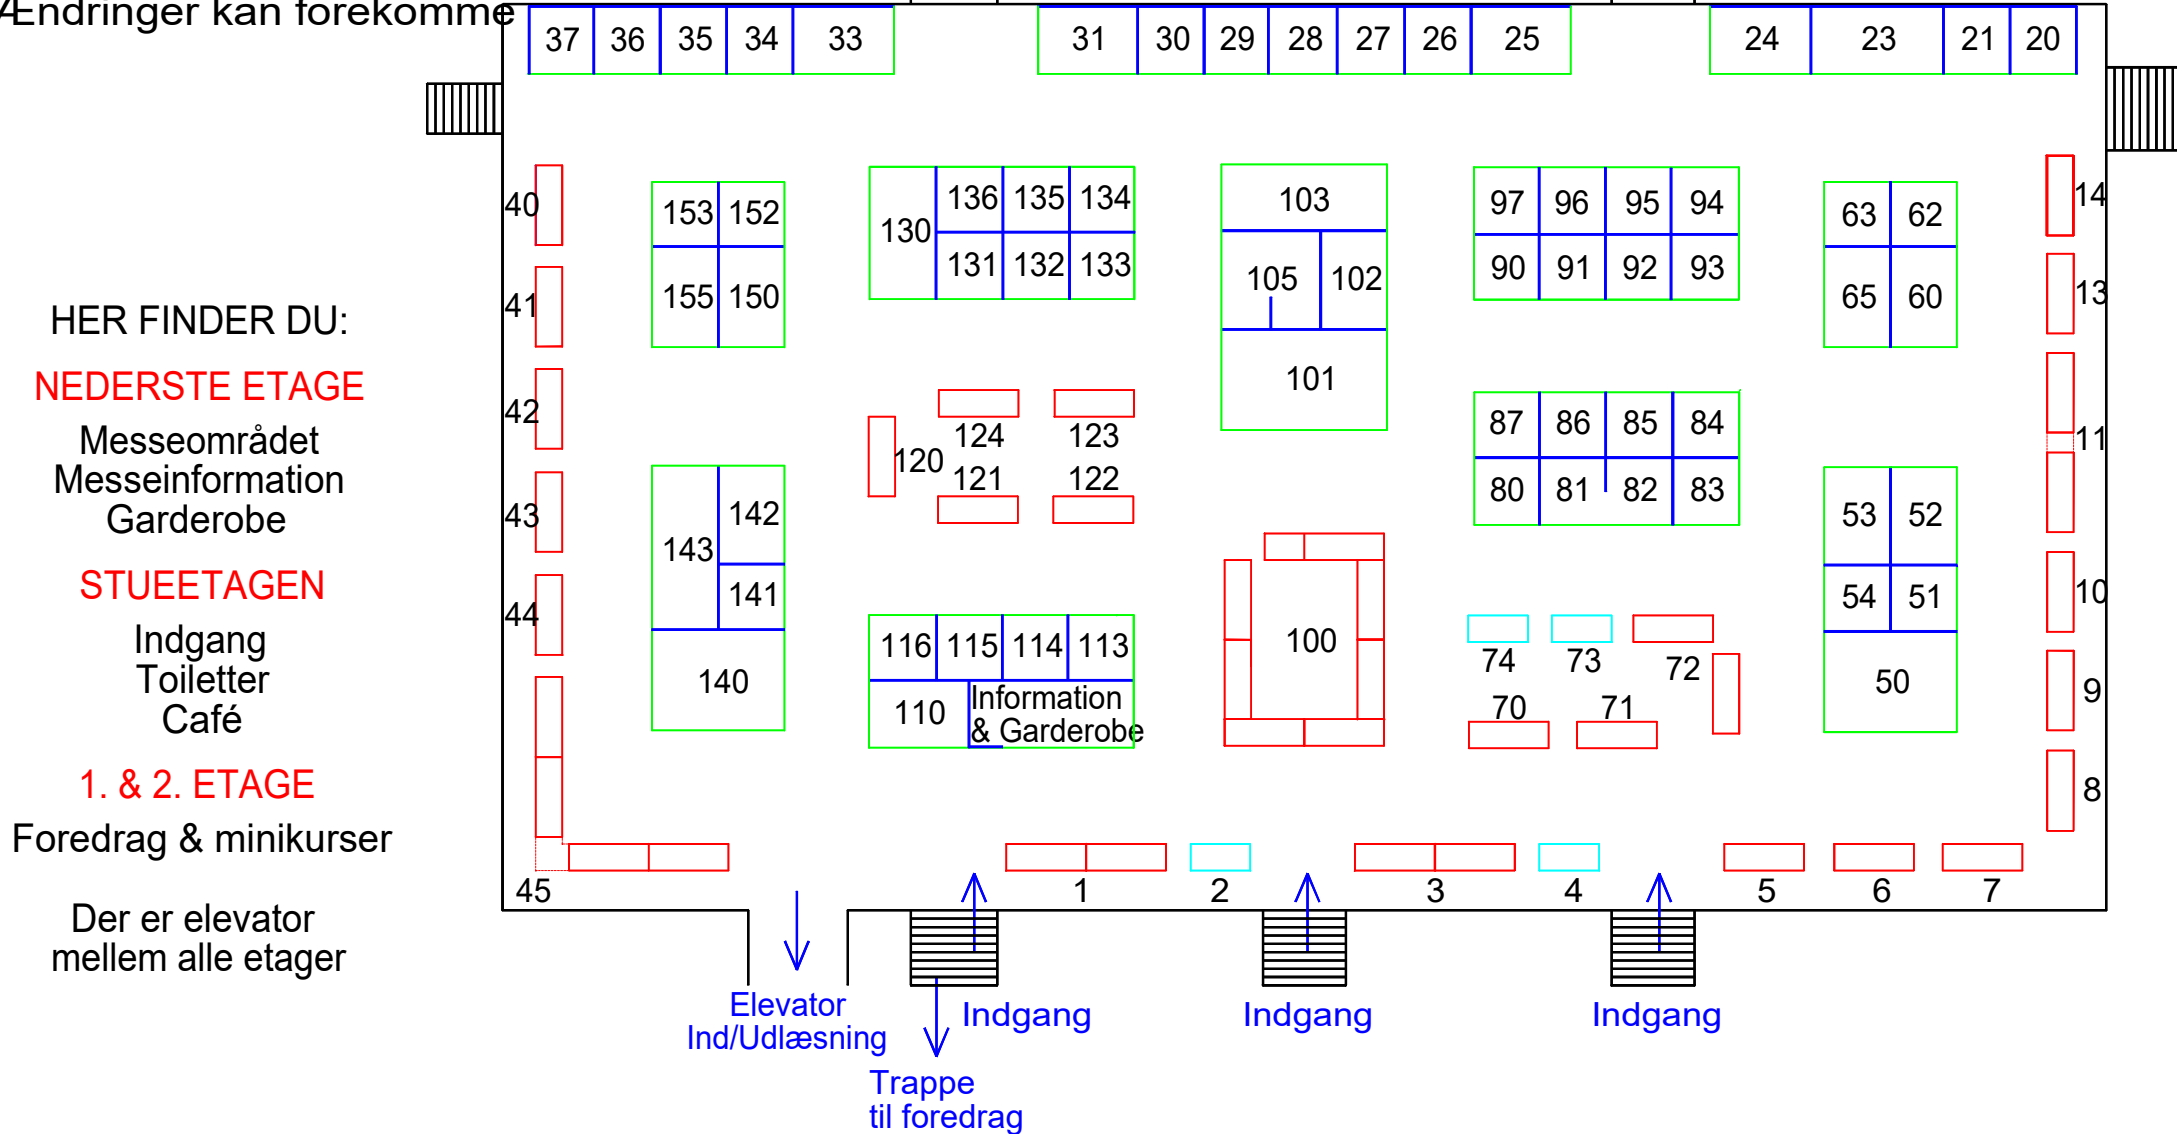 Ændringer kan forekomme
37 36 35 34 33 31 30 29 28 27 26 25 24 23 21 20
40 153 152 130 136 135 134 103 97 96 95 94 63 62 14
41 155 150 131 132 133 105 102 90 91 92 93 65 60 13
HER FINDER DU:
NEDERSTE ETAGE
Messeområdet
Messeinformation
Garderobe
STUEETAGEN
Indgang
Toiletter
Café
1. & 2. ETAGE
Foredrag & minikurser
Der er elevator
mellem alle etager
101
42 124 123 87 86 85 84 11
120
121 122 80 81 82 83
43 143 142 53 52
44 141 54 51 10
116 115 114 113 100 74 73 72
140 50 9
110 Information
& Garderobe
70 71
8
45 1 2 3 4 5 6 7
Elevator
Ind/Udlæsning
Indgang Indgang Indgang
Trappe
til foredrag